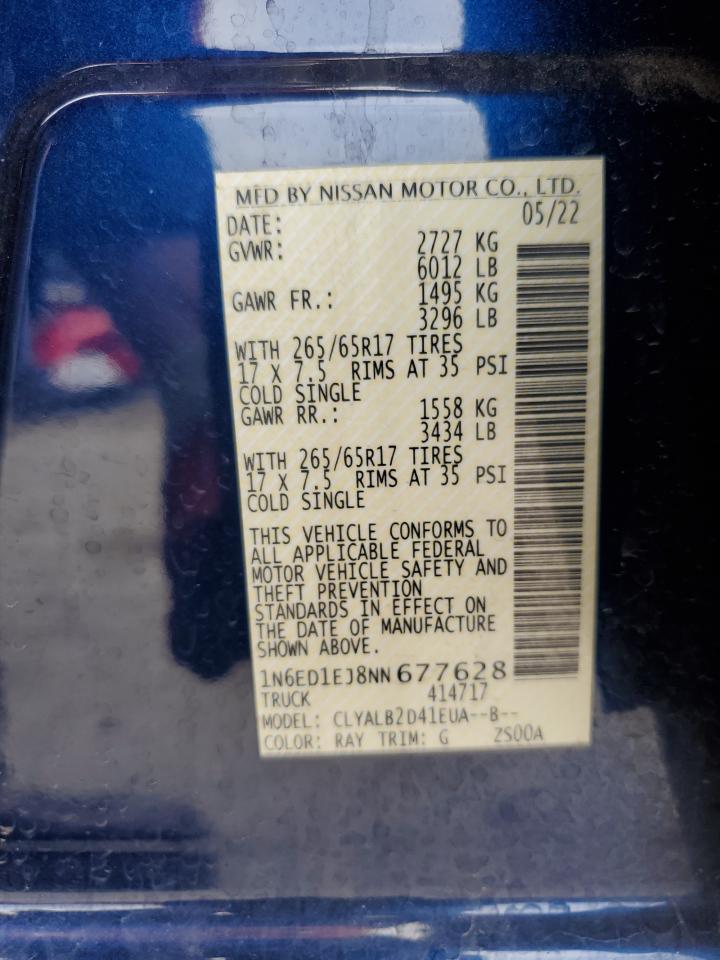 MFD BY NISSAN MOTOR CO., LTD.
DATE: 05/22
GVWR: 2727 KG
6012 LB
GAWR FR.: 1495 KG
3296 LB
WITH 265/65R17 TIRES
17 X 7.5 RIMS AT 35 PSI
COLD SINGLE
GAWR RR.: 1558 KG
3434 LB
WITH 265/65R17 TIRES
17 X 7.5 RIMS AT 35 PSI
COLD SINGLE
THIS VEHICLE CONFORMS TO
ALL APPLICABLE FEDERAL
MOTOR VEHICLE SAFETY AND
THEFT PREVENTION
STANDARDS IN EFFECT ON
THE DATE OF MANUFACTURE
SHOWN ABOVE.
1N6ED1EJ8NN677628
TRUCK 414717
MODEL: CLYALB2D41EUA--B--
COLOR: RAY TRIM: G ZS00A